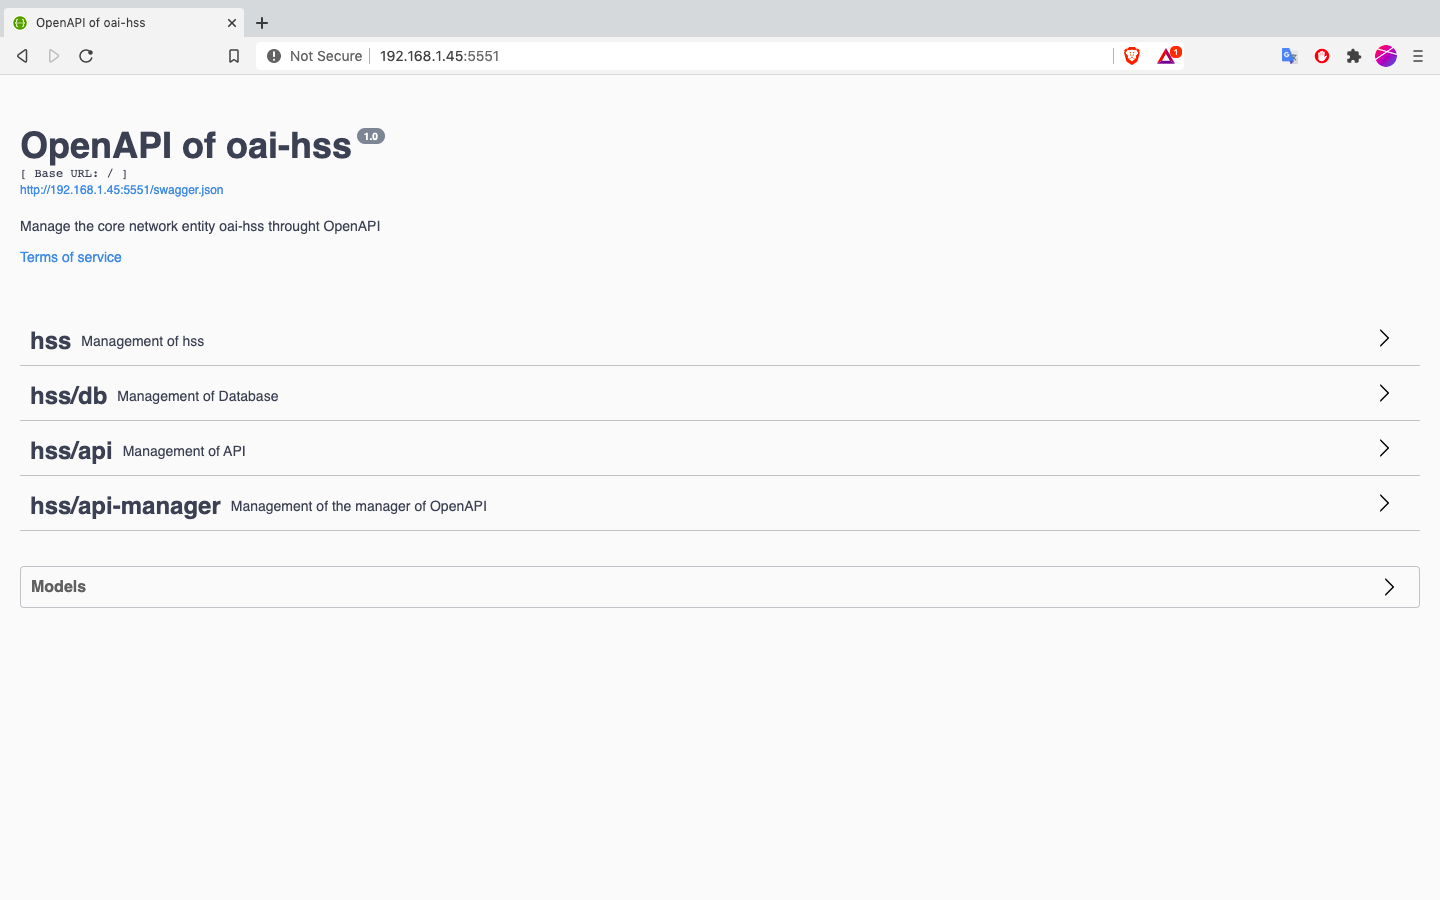 OpenAPI of oai-hss
Not Secure 192.168.1.45:5551
1
OpenAPI of oai-hss 1.0
[ Base URL: / ]
http://192.168.1.45:5551/swagger.json
Manage the core network entity oai-hss throught OpenAPI
Terms of service
hss Management of hss
hss/db Management of Database
hss/api Management of API
hss/api-manager Management of the manager of OpenAPI
Models